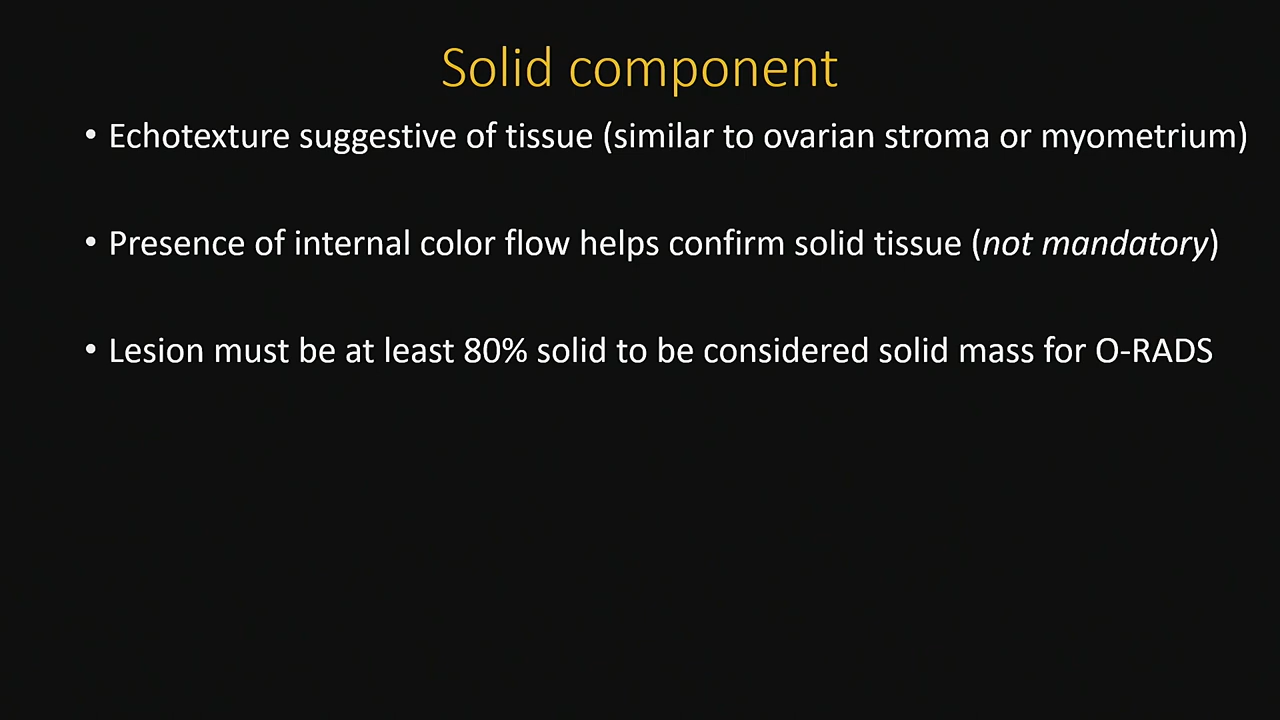 Solid component
• Echotexture suggestive of tissue (similar to ovarian stroma or myometrium)
• Presence of internal color flow helps confirm solid tissue (not mandatory)
• Lesion must be at least 80% solid to be considered solid mass for O-RADS